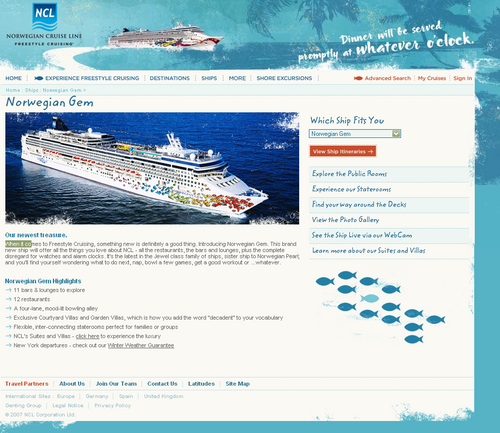 NCL
NORWEGIAN CRUISE LINE
FREESTYLE CRUISING
Dinner will be served
promptly at whatever o'clock.
HOME EXPERIENCE FREESTYLE CRUISING DESTINATIONS SHIPS MORE SHORE EXCURSIONS Advanced Search My Cruises Sign In
Home : Ships : Norwegian Gem >
Norwegian Gem
Which Ship Fits You
Norwegian Gem
View Ship Itineraries →
Explore the Public Rooms
Experience our Staterooms
Find your way around the Decks
View the Photo Gallery
See the Ship Live via our WebCam
Learn more about our Suites and Villas
Our newest treasure.
When it comes to Freestyle Cruising, something new is definitely a good thing. Introducing Norwegian Gem. This brand
new ship will offer all the things you love about NCL - all the restaurants, the bars and lounges, plus the complete
disregard for watches and alarm clocks. It's the latest in the Jewel class family of ships, sister ship to Norwegian Pearl,
and you'll find yourself wondering what to do next, nap, bowl a few games, get a good workout or ...whatever.
Norwegian Gem Highlights
→ 11 bars & lounges to explore
→ 12 restaurants
→ A four-lane, mood-lit bowling alley
→ Exclusive "Courtyard Villas and Garden Villas, which is how you add the word "decadent" to your vocabulary
→ Flexible, inter-connecting staterooms perfect for families or groups
→ NCL's Suites and Villas - click here to experience the luxury
→ New York departures - check out our Winter Weather Guarantee
Travel Partners About Us Join Our Teams Contact Us Latitudes Site Map
International Sites : Europe Germany Spain United Kingdom
Genting Group Legal Notice Privacy Policy
© 2007 NCL Corporation Ltd.